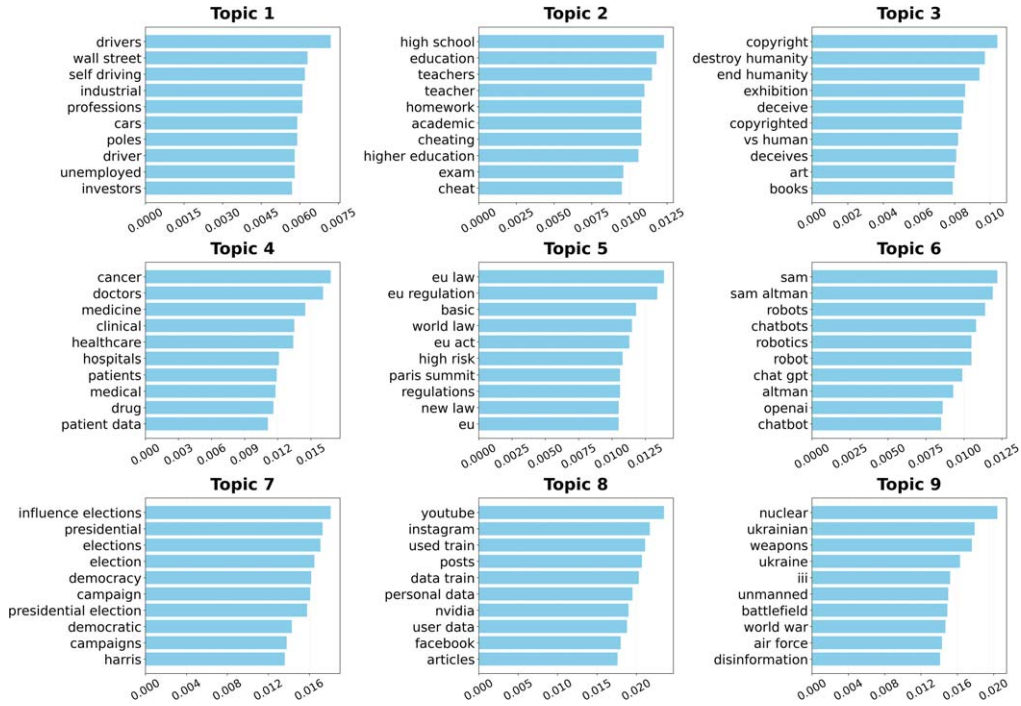 Topic 1
drivers
wall street
self driving
industrial
professions
cars
poles
driver
unemployed
investors
0.0000 0.0015 0.0030 0.0045 0.0060 0.0075
Topic 2
high school
education
teachers
teacher
homework
academic
cheating
higher education
exam
cheat
0.0000 0.0025 0.0050 0.0075 0.0100 0.0125
Topic 3
copyright
destroy humanity
end humanity
exhibition
deceive
copyrighted
vs human
deceives
art
books
0.000 0.002 0.004 0.006 0.008 0.010
Topic 4
cancer
doctors
medicine
clinical
healthcare
hospitals
patients
medical
drug
patient data
0.000 0.003 0.006 0.009 0.012 0.015
Topic 5
eu law
eu regulation
basic
world law
eu act
high risk
paris summit
regulations
new law
eu
0.0000 0.0025 0.0050 0.0075 0.0100 0.0125
Topic 6
sam
sam altman
robots
chatbots
robotics
robot
chat gpt
altman
openai
chatbot
0.0000 0.0025 0.0050 0.0075 0.0100 0.0125
Topic 7
influence elections
presidential
elections
election
democracy
campaign
presidential election
democratic
campaigns
harris
0.000 0.004 0.008 0.012 0.016
Topic 8
youtube
instagram
used train
posts
data train
personal data
nvidia
user data
facebook
articles
0.000 0.005 0.010 0.015 0.020
Topic 9
nuclear
ukrainian
weapons
ukraine
iii
unmanned
battlefield
world war
air force
disinformation
0.000 0.004 0.008 0.012 0.016 0.020